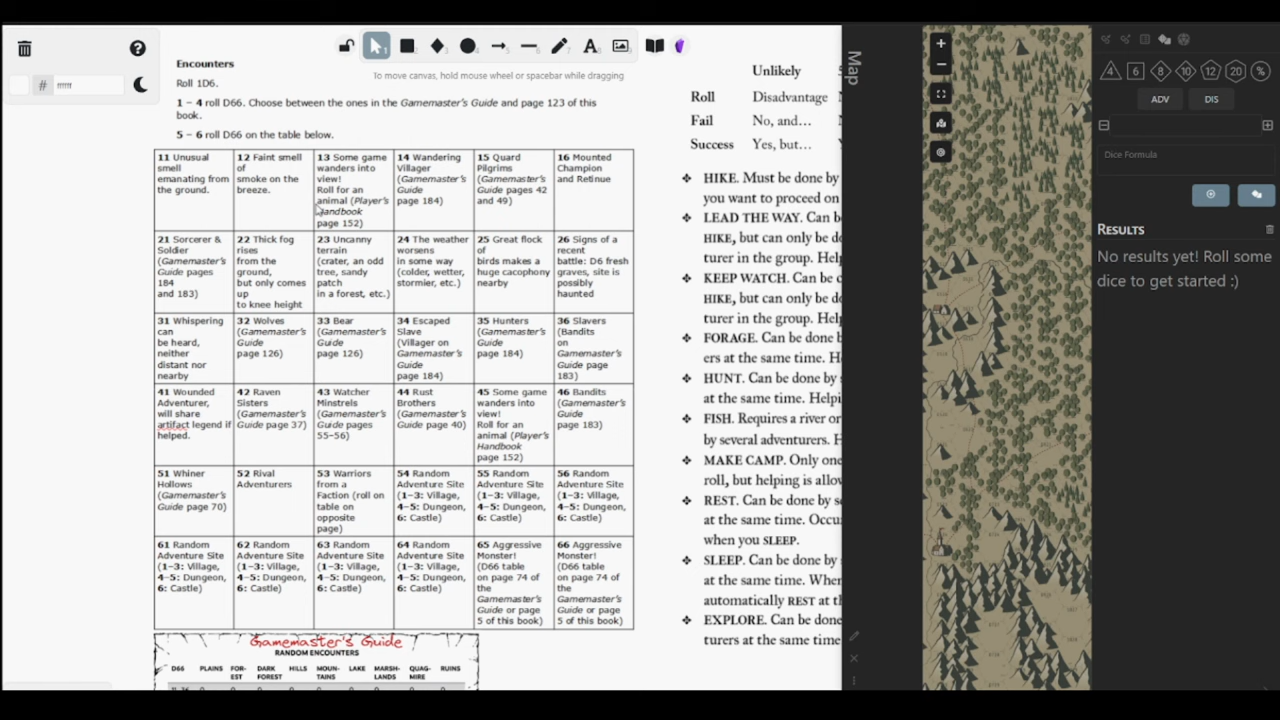 Encounters
Roll 1D6.
1 – 4 roll D66. Choose between the ones in the Gamemaster's Guide and page 123 of this
book.
5 – 6 roll D66 on the table below.
To move canvas, hold mouse wheel or spacebar while dragging
# ffffff
11 Unusual
smell
emanating from
the ground.
12 Faint smell
of
smoke on the
breeze.
13 Some game
wanders into
view!
Roll for an
animal (Player's
Handbook
page 152)
14 Wandering
Villager
(Gamemaster's
Guide
page 184)
15 Quard
Pilgrims
(Gamemaster's
Guide pages 42
and 49)
16 Mounted
Champion
and Retinue
21 Sorcerer &
Soldier
(Gamemaster's
Guide pages
184
and 183)
22 Thick fog
rises
from the
ground,
but only comes
up
to knee height
23 Uncanny
terrain
(crater, an odd
tree, sandy
patch
in a forest, etc.)
24 The weather
worsens
in some way
(colder, wetter,
stormier, etc.)
25 Great flock
of
birds makes a
huge cacophony
nearby
26 Signs of a
recent
battle: D6 fresh
graves, site is
possibly
haunted
31 Whispering
can
be heard,
neither
distant nor
nearby
32 Wolves
(Gamemaster's
Guide
page 126)
33 Bear
(Gamemaster's
Guide
page 126)
34 Escaped
Slave
(Villager on
Gamemaster's
Guide
page 184)
35 Hunters
(Gamemaster's
Guide
page 184)
36 Slavers
(Bandits
on
Gamemaster's
Guide page
183)
41 Wounded
Adventurer,
will share
artifact legend if
helped.
42 Raven
Sisters
(Gamemaster's
Guide page 37)
43 Watcher
Minstrels
(Gamemaster's
Guide pages
55–56)
44 Rust
Brothers
(Gamemaster's
Guide page 40)
45 Some game
wanders into
view!
Roll for an
animal (Player's
Handbook
page 152)
46 Bandits
(Gamemaster's
Guide
page 183)
51 Whiner
Hollows
(Gamemaster's
Guide page 70)
52 Rival
Adventurers
53 Warriors
from a
Faction (roll on
table on
opposite
page)
54 Random
Adventure Site
(1–3: Village,
4–5: Dungeon,
6: Castle)
55 Random
Adventure Site
(1–3: Village,
4–5: Dungeon,
6: Castle)
56 Random
Adventure Site
(1–3: Village,
4–5: Dungeon,
6: Castle)
61 Random
Adventure Site
(1–3: Village,
4–5: Dungeon,
6: Castle)
62 Random
Adventure Site
(1–3: Village,
4–5: Dungeon,
6: Castle)
63 Random
Adventure Site
(1–3: Village,
4–5: Dungeon,
6: Castle)
64 Random
Adventure Site
(1–3: Village,
4–5: Dungeon,
6: Castle)
65 Aggressive
Monster!
(D66 table
on page 74 of
the
Gamemaster's
Guide or page
5 of this book)
66 Aggressive
Monster!
(D66 table
on page 74 of
the
Gamemaster's
Guide or page
5 of this book)
Gamemaster's Guide
RANDOM ENCOUNTERS
D66 PLAINS FOR-EST DARK FOREST HILLS MOUN-TAINS LAKE MARSH-LANDS QUAG-MIRE RUINS
Unlikely
Roll Disadvantage
Fail No, and...
Success Yes, but...
❖ HIKE. Must be done by
you want to proceed on
❖ LEAD THE WAY. Can b
HIKE, but can only be do
turer in the group. Help
❖ KEEP WATCH. Can be c
HIKE, but can only be do
turer in the group. Help
❖ FORAGE. Can be done b
ers at the same time. H
❖ HUNT. Can be done by
at the same time. Helpi
❖ FISH. Requires a river or
by several adventurers. H
❖ MAKE CAMP. Only one
roll, but helping is allow
❖ REST. Can be done by se
at the same time. Occu
when you SLEEP.
❖ SLEEP. Can be done by
at the same time. When
automatically REST at th
❖ EXPLORE. Can be done
turers at the same time
Map
4 6 8 10 12 20 %
ADV DIS
Dice Formula
RESULTS
No results yet! Roll some
dice to get started :)